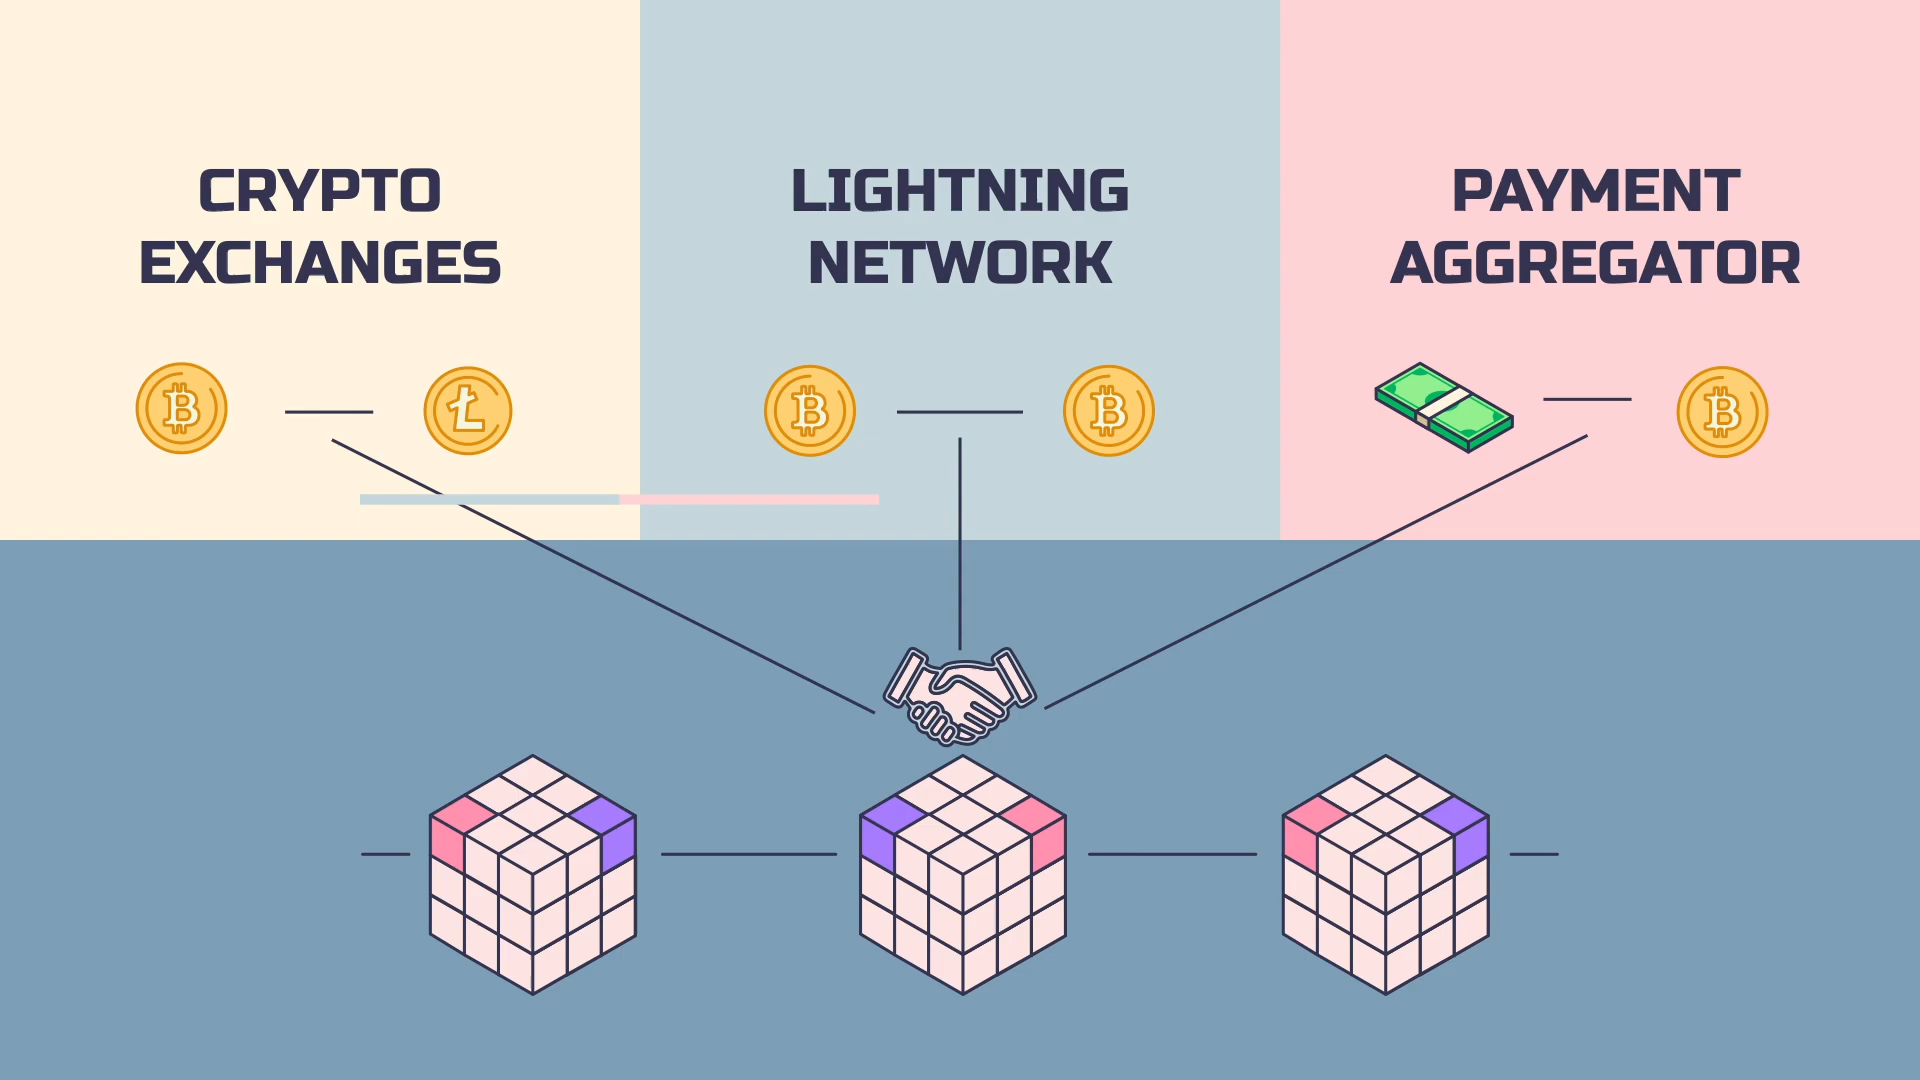 CRYPTO
EXCHANGES
LIGHTNING
NETWORK
PAYMENT
AGGREGATOR